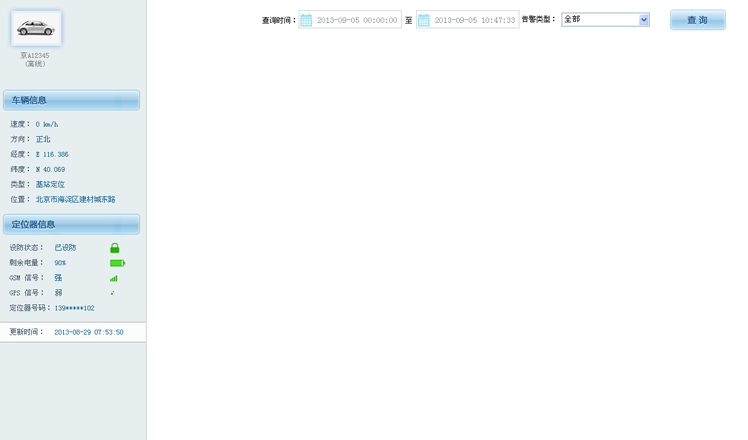 京A12345
(离线)
车辆信息
速度： 0 km/h
方向： 正北
经度： E 116.386
纬度： N 40.069
类型： 基站定位
位置： 北京市海淀区建材城东路
定位器信息
设防状态： 已设防
剩余电量： 90%
GSM 信号： 强
GPS 信号： 弱
定位器号码： 139*****102
更新时间： 2013-08-29 07:53:50
查询时间： 2013-09-05 00:00:00 至 2013-09-05 10:47:33 告警类型： 全部 查 询